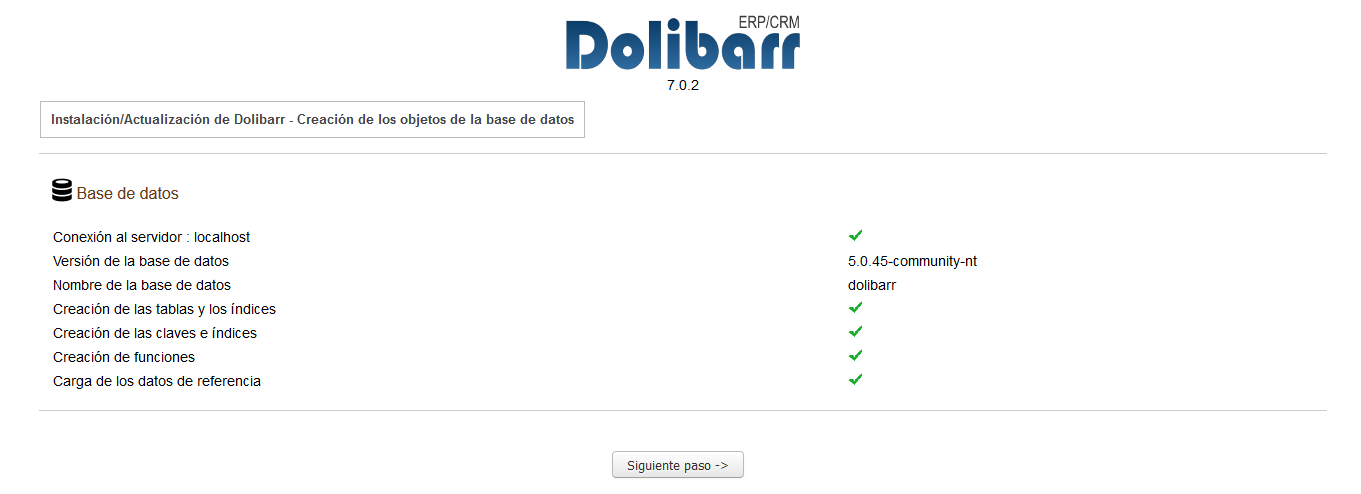 ERP/CRM
Dolibarr
7.0.2
Instalación/Actualización de Dolibarr - Creación de los objetos de la base de datos
Base de datos
Conexión al servidor : localhost
Versión de la base de datos 5.0.45-community-nt
Nombre de la base de datos dolibarr
Creación de las tablas y los índices
Creación de las claves e índices
Creación de funciones
Carga de los datos de referencia
Siguiente paso ->